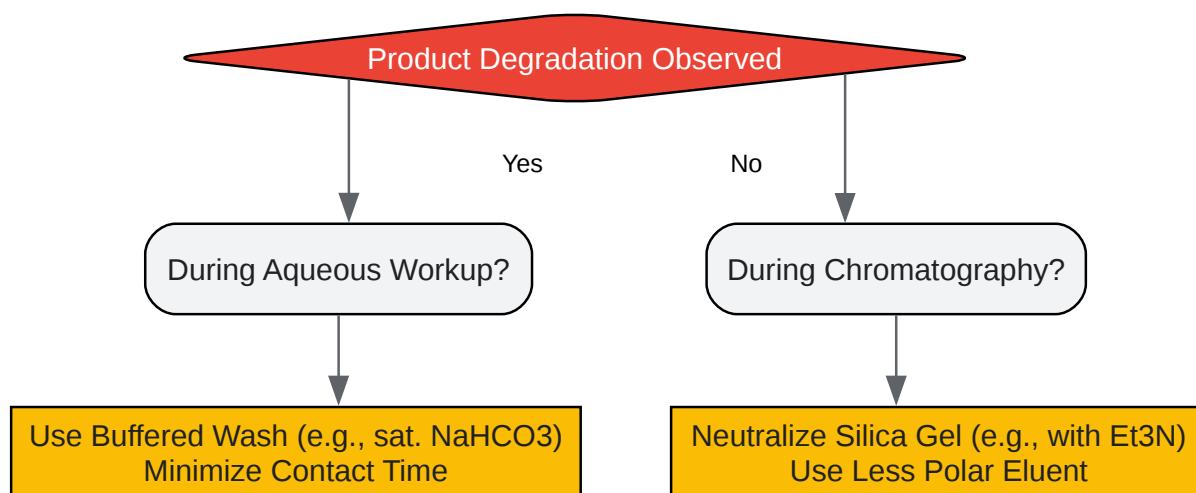 Product Degradation Observed
Yes
No
During Aqueous Workup?
During Chromatography?
Use Buffered Wash (e.g., sat. NaHCO3)
Minimize Contact Time
Neutralize Silica Gel (e.g., with Et3N)
Use Less Polar Eluent